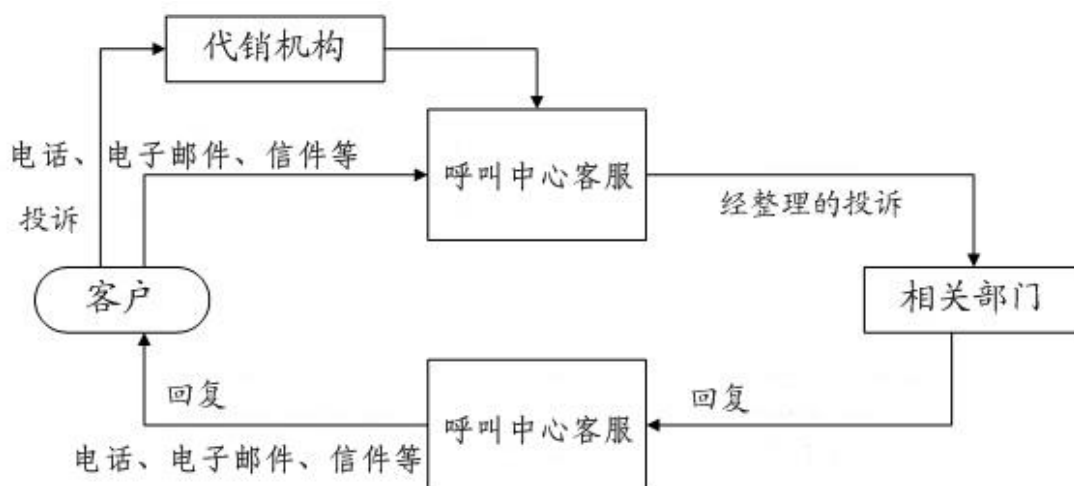 代销机构
电话、电子邮件、信件等
呼叫中心客服
投诉
经整理的投诉
客户
相关部门
回复
呼叫中心客服
回复
电话、电子邮件、信件等